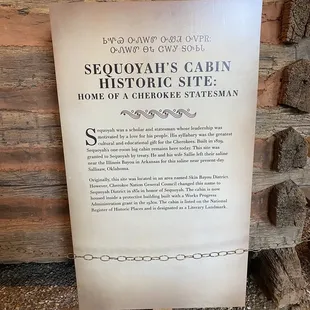 SEQUOYAH'S CABIN
HISTORIC SITE:
HOME OF A CHEROKEE STATESMAN
Sequoyah was a scholar and statesman whose leadership was
motivated by a love for his people. His syllabary was the greatest
cultural and educational gift for the Cherokees. Built in 1829,
Sequoyah's one room log cabin remains here today. This site was
granted to Sequoyah by treaty. He and his wife Sallie left their saline
near the Illinois Bayou in Arkansas for this saline near present day
Sallisaw, Oklahoma.
Originally, this site was located in an area named Skin Bayou District
However, Cherokee Nation General Council changed this name to
Sequoyah District in 1851 in honor of Sequoyah. The cabin is now
housed inside a protective building built with a Works Progress
Administration grant in the 1930s. The cabin is listed on the National
Register of Historic Places and is designated as a Literary Landmark.